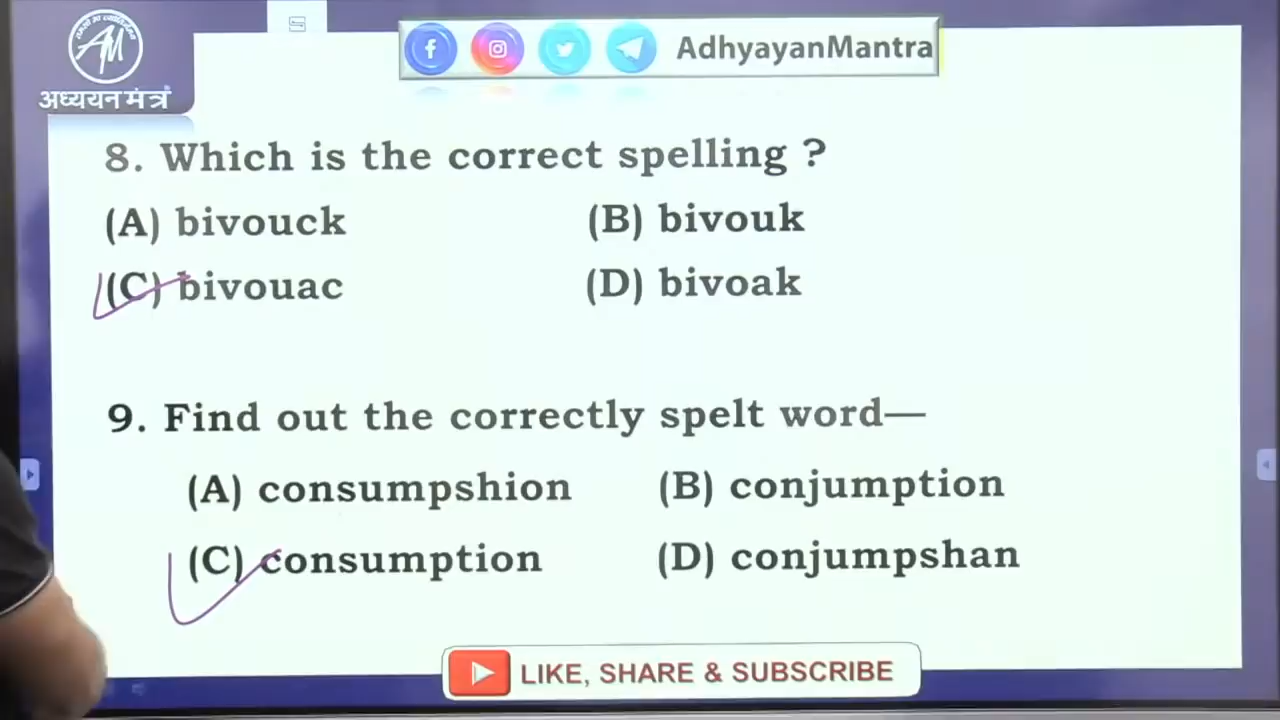 अध्ययन मंत्रं
AdhyayanMantra
8. Which is the correct spelling ?
(A) bivouck (B) bivouk
(C) bivouac (D) bivoak
9. Find out the correctly spelt word—
(A) consumpshion (B) conjumption
(C) consumption (D) conjumpshan
LIKE, SHARE & SUBSCRIBE